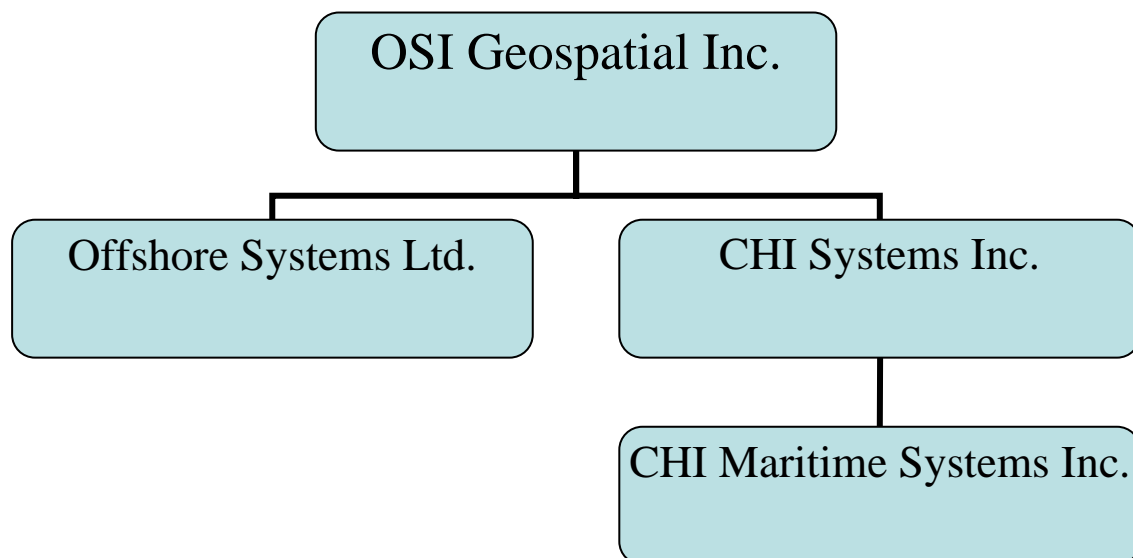 OSI Geospatial Inc.
Offshore Systems Ltd.
CHI Systems Inc.
CHI Maritime Systems Inc.